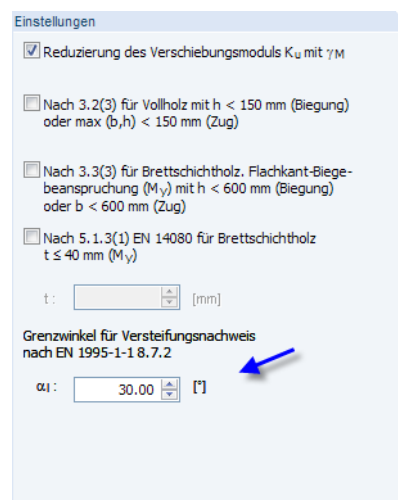 Einstellungen
Reduzierung des Verschiebungsmoduls Ku mit γM
Nach 3.2(3) für Vollholz mit h < 150 mm (Biegung)
oder max (b,h) < 150 mm (Zug)
Nach 3.3(3) für Brettschichtholz. Flachkant-Biege-
beanspruchung (My) mit h < 600 mm (Biegung)
oder b < 600 mm (Zug)
Nach 5.1.3(1) EN 14080 für Brettschichtholz
t ≤ 40 mm (My)
t : [mm]
Grenzwinkel für Versteifungsnachweis
nach EN 1995-1-1 8.7.2
αl : 30.00 [°]